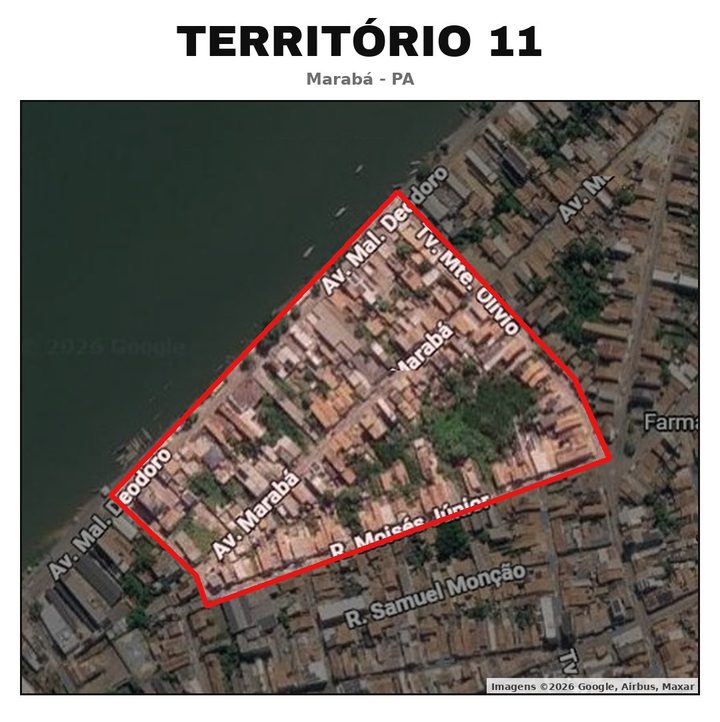 TERRITÓRIO 11
Marabá - PA
Av. Mal. Deodoro
Av. M
Tv. Mte. Olívio
Marabá
© 2026 Google
Farma
Av. Mal. Deodoro
Av. Marabá
R. Moisés Júnior
R. Samuel Monção
Tv
Imagens ©2026 Google, Airbus, Maxar